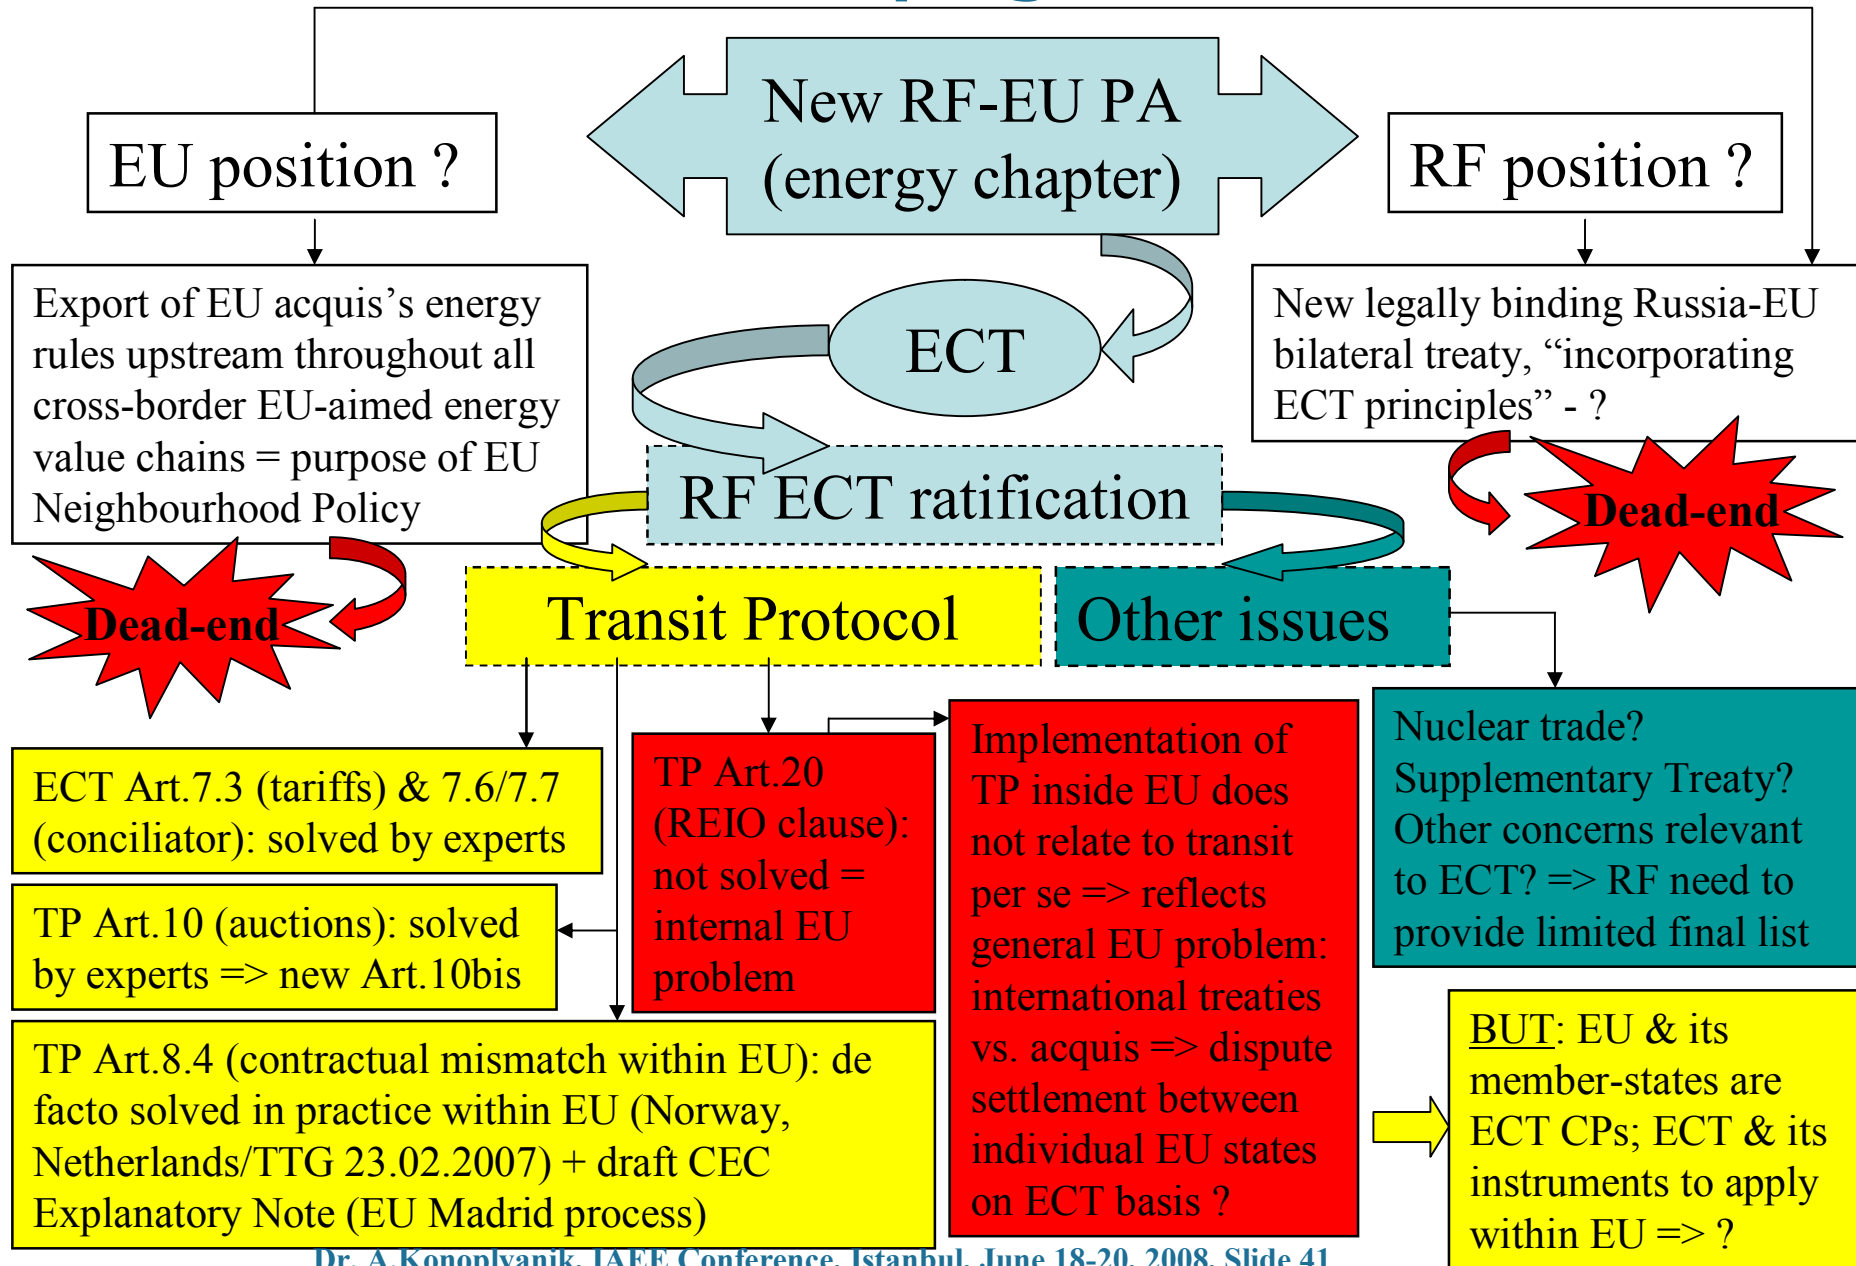 New RF-EU PA
(energy chapter)
EU position ?
RF position ?
Export of EU acquis’s energy
rules upstream throughout all
cross-border EU-aimed energy
value chains = purpose of EU
Neighbourhood Policy
ECT
New legally binding Russia-EU
bilateral treaty, “incorporating
ECT principles” - ?
RF ECT ratification
Dead-end
Dead-end
Transit Protocol
Other issues
ECT Art.7.3 (tariffs) & 7.6/7.7
(conciliator): solved by experts
TP Art.10 (auctions): solved
by experts => new Art.10bis
TP Art.8.4 (contractual mismatch within EU): de
facto solved in practice within EU (Norway,
Netherlands/TTG 23.02.2007) + draft CEC
Explanatory Note (EU Madrid process)
TP Art.20
(REIO clause):
not solved =
internal EU
problem
Implementation of
TP inside EU does
not relate to transit
per se => reflects
general EU problem:
international treaties
vs. acquis => dispute
settlement between
individual EU states
on ECT basis ?
Nuclear trade?
Supplementary Treaty?
Other concerns relevant
to ECT? => RF need to
provide limited final list
BUT: EU & its
member-states are
ECT CPs; ECT & its
instruments to apply
within EU => ?
Dr. A.Konoplyanik, IAEE Conference, Istanbul, June 18-20, 2008, Slide 41